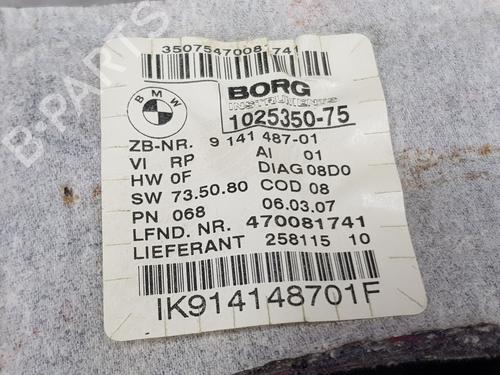 350754700817 41
BMW
BORG
INSTRUMENTS
1025350-75
ZB-NR. 9 141 487-01
VI RP AI 01
HW 0F DIAG 08D0
SW 73.50.80 COD 08
PN 068 06.03.07
LFND. NR. 470081741
LIEFERANT 258115 10
IK914148701F
B-PARTS